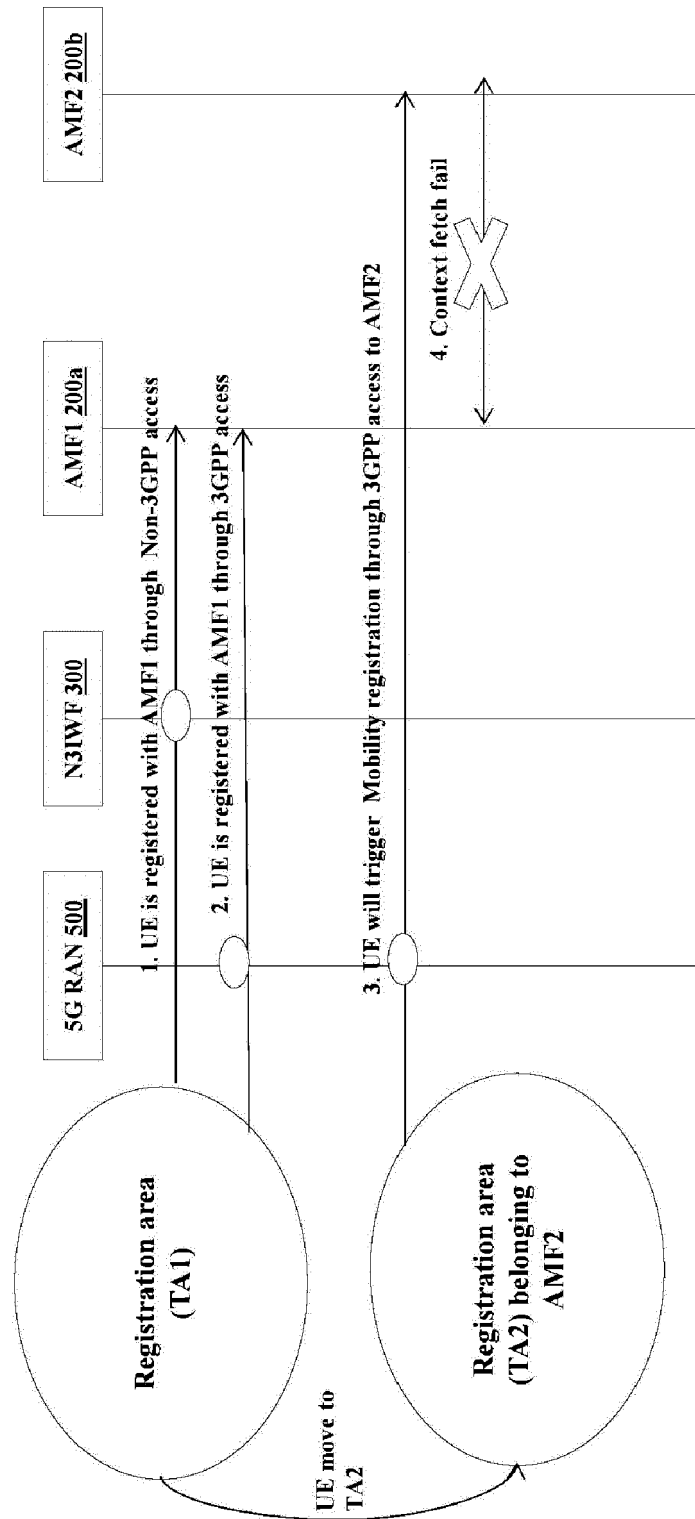 5G RAN 500
N3IWF 300
AMF1 200a
AMF2 200b
Registration area
(TA1)
1. UE is registered with AMF1 through Non-3GPP access
2. UE is registered with AMF1 through 3GPP access
UE move to
TA2
Registration area
(TA2) belonging to
AMF2
3. UE will trigger Mobility registration through 3GPP access to AMF2
4. Context fetch fail